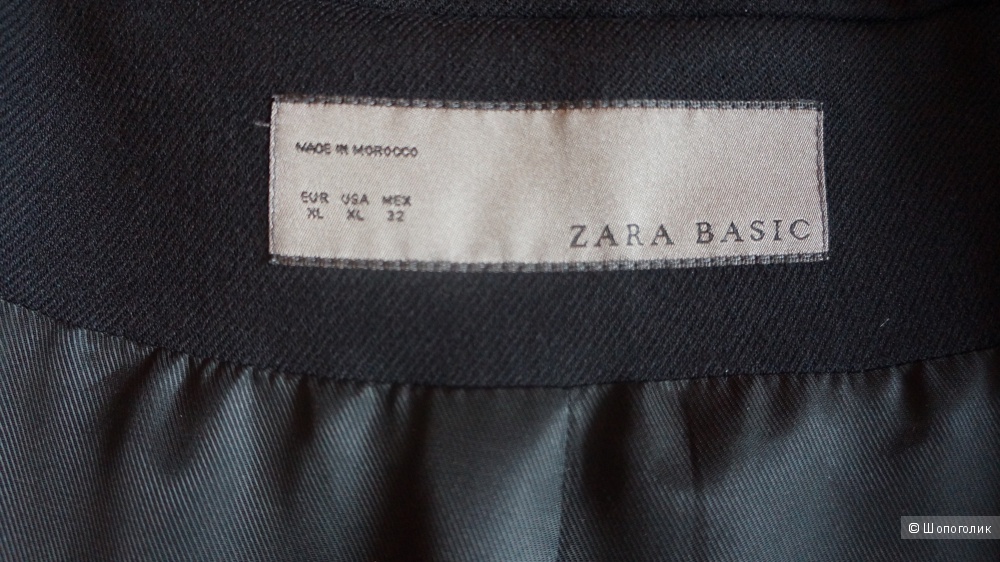 MADE IN MOROCCO
EUR USA MEX
XL XL 32
ZARA BASIC
© Шопоголик